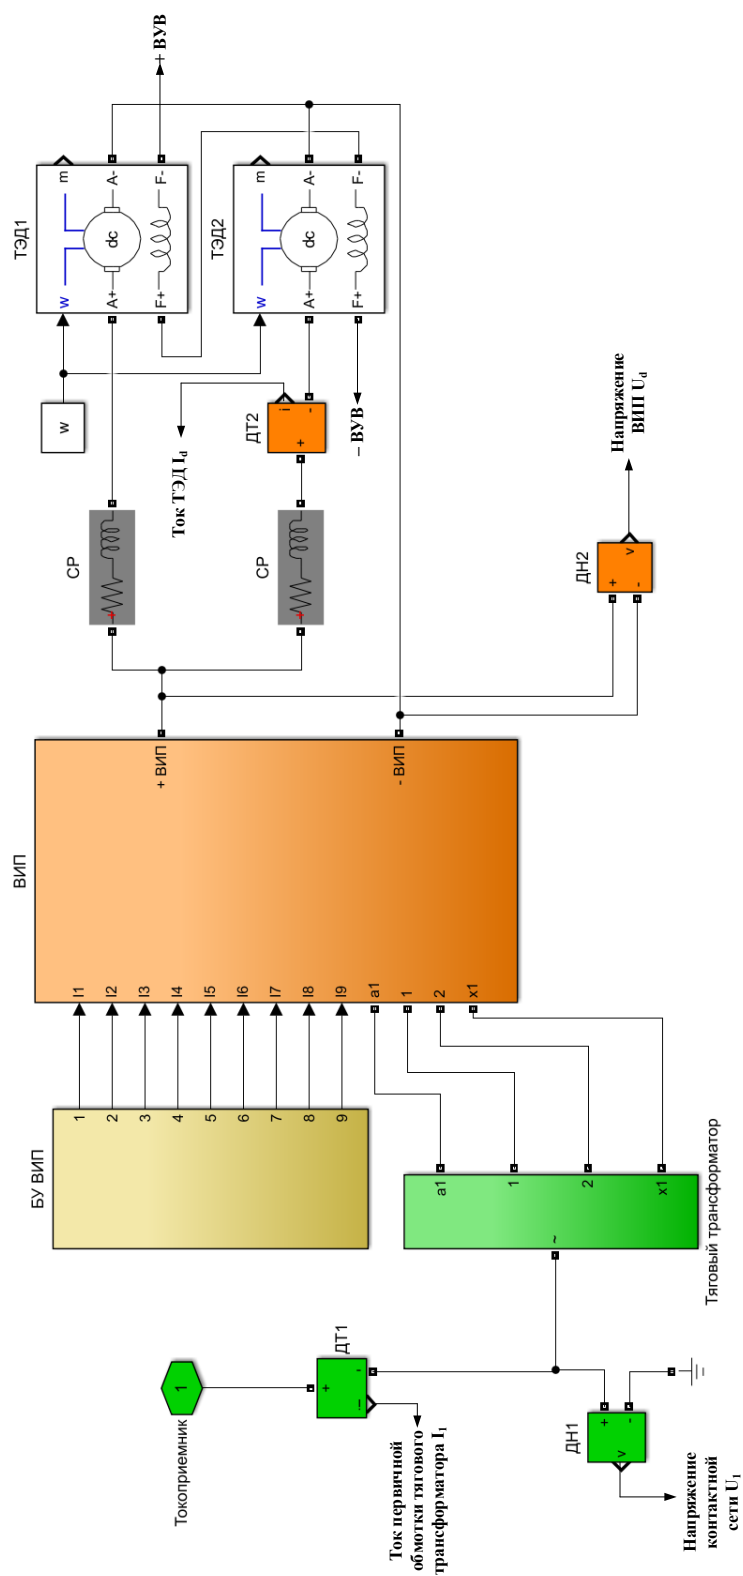 Токоприемник
1
+
-
i
ДТ1
Ток первичной
обмотки тягового
трансформатора I₁
ДН1
+
-
v
Напряжение
контактной
сети U₁
Тяговый трансформатор
~
a1
1
2
x1
БУ ВИП
1
2
3
4
5
6
7
8
9
ВИП
I1
I2
I3
I4
I5
I6
I7
I8
I9
a1
1
2
x1
+ ВИП
- ВИП
СР
+
СР
+
w
ДТ2
+
-
i
Ток ТЭД I_d
ДН2
+
-
v
Напряжение
ВИП U_d
ТЭД1
w
m
A+
dc
A-
F+
F-
+ ВУВ
ТЭД2
w
m
A+
dc
A-
F+
F-
– ВУВ